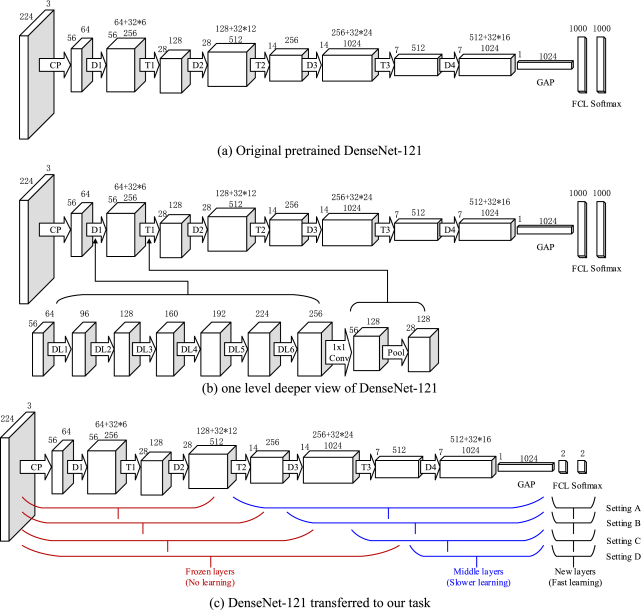 3
224
64
56
CP
D1
64+32*6
56 256
T1
128
28
D2
128+32*12
512
28
T2
256
14
D3
256+32*24
1024
14
T3
512
7
D4
512+32*16
1024
7
1
1024
GAP
1000 1000
FCL Softmax
(a) Original pretrained DenseNet-121
3
224
64
56
CP
D1
64+32*6
56 256
T1
128
28
D2
128+32*12
512
28
T2
256
14
D3
256+32*24
1024
14
T3
512
7
D4
512+32*16
1024
7
1
1024
GAP
1000 1000
FCL Softmax
64 96 128 160 192 224 256
56
DL1 DL2 DL3 DL4 DL5 DL6
1x1
Conv
56
128
Pool
28
128
(b) one level deeper view of DenseNet-121
3
224
64
56
CP
D1
64+32*6
56 256
T1
128
28
D2
128+32*12
512
28
T2
256
14
D3
256+32*24
1024
14
T3
512
7
D4
512+32*16
1024
7
1
1024
GAP
2 2
FCL Softmax
Setting A
Setting B
Setting C
Setting D
Frozen layers
(No learning)
Middle layers
(Slower learning)
New layers
(Fast learning)
(c) DenseNet-121 transferred to our task